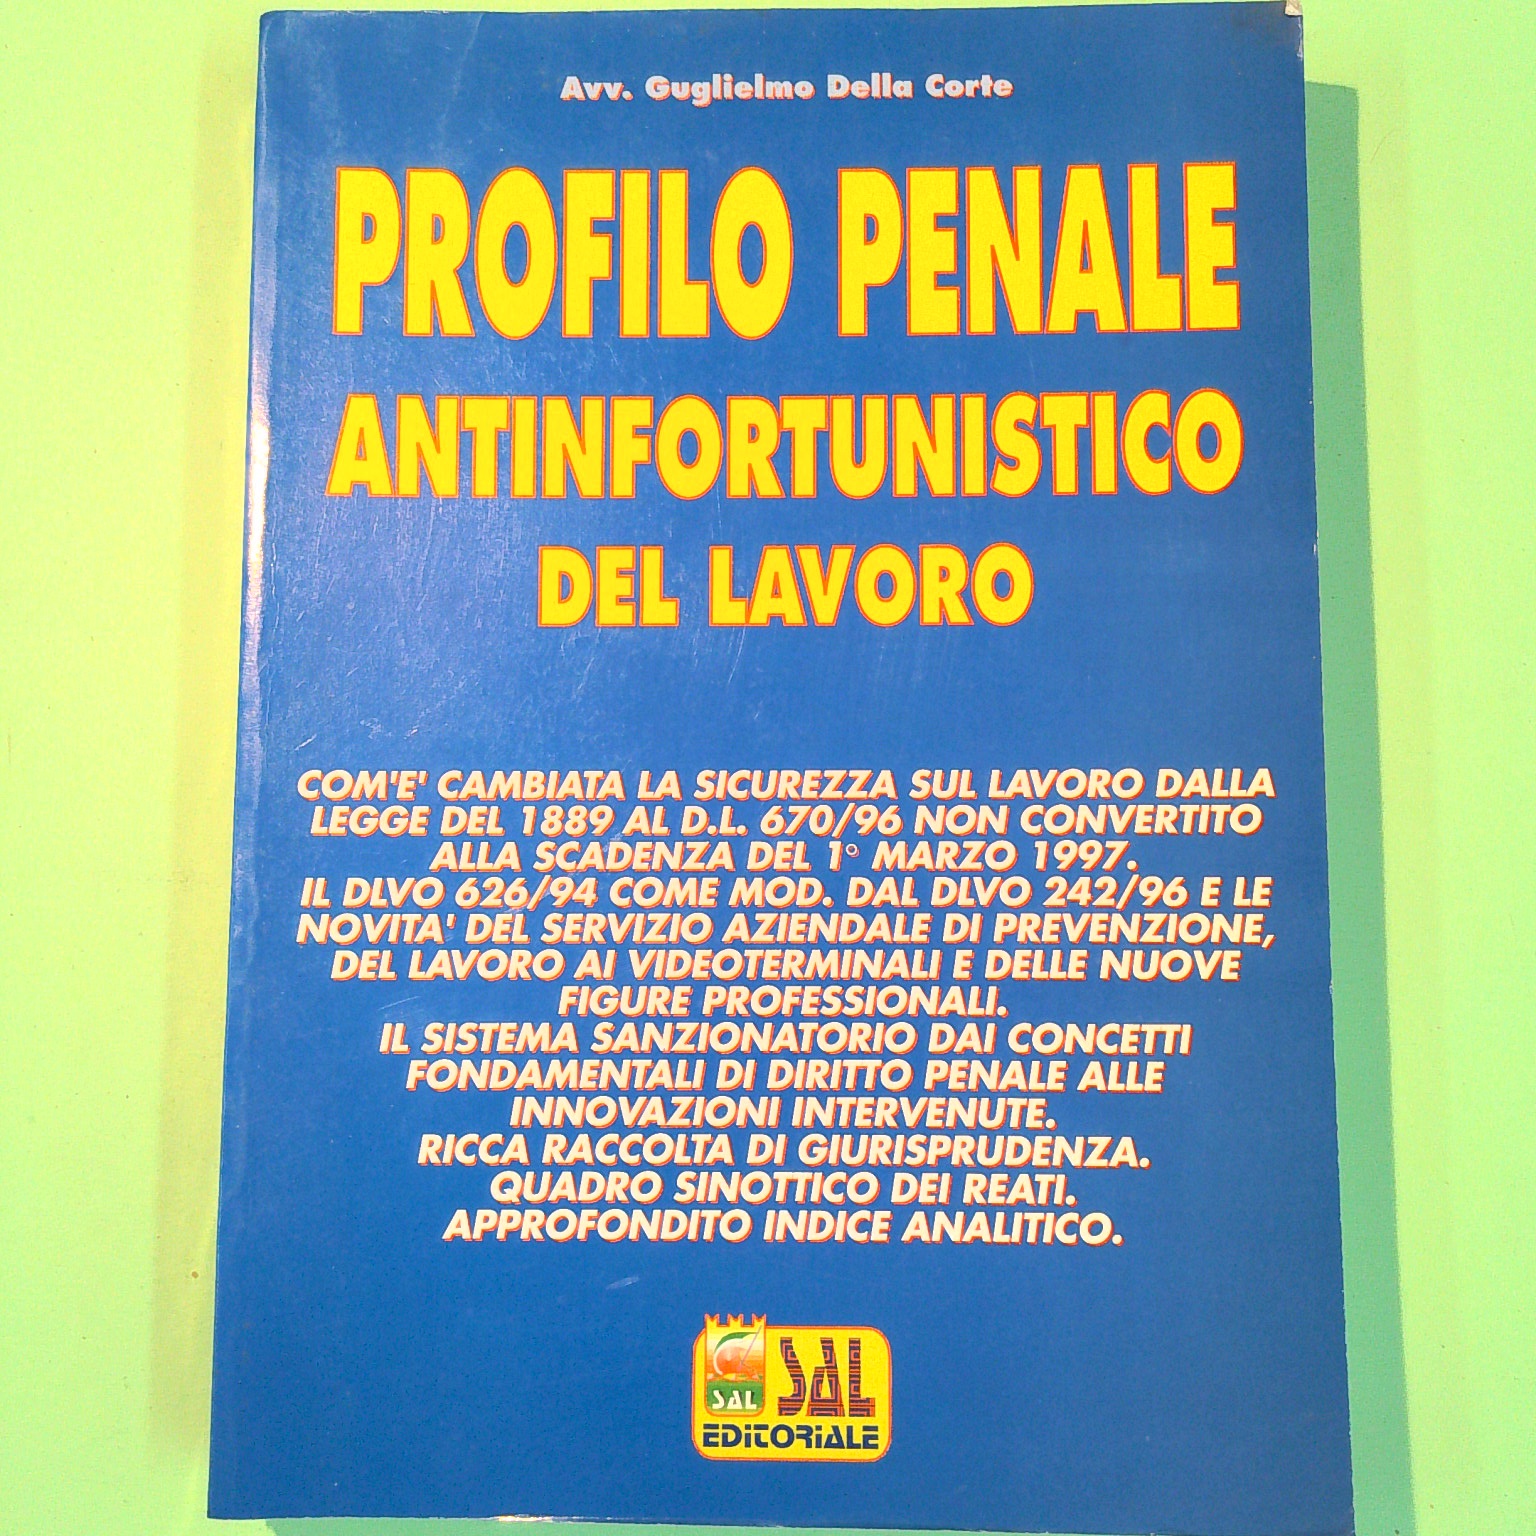 Avv. Guglielmo Della Corte
PROFILO PENALE
ANTINFORTUNISTICO
DEL LAVORO
COM'E' CAMBIATA LA SICUREZZA SUL LAVORO DALLA
LEGGE DEL 1889 AL D.L. 670/96 NON CONVERTITO
ALLA SCADENZA DEL 1° MARZO 1997.
IL DLVO 626/94 COME MOD. DAL DLVO 242/96 E LE
NOVITA' DEL SERVIZIO AZIENDALE DI PREVENZIONE,
DEL LAVORO AI VIDEOTERMINALI E DELLE NUOVE
FIGURE PROFESSIONALI.
IL SISTEMA SANZIONATORIO DAI CONCETTI
FONDAMENTALI DI DIRITTO PENALE ALLE
INNOVAZIONI INTERVENUTE.
RICCA RACCOLTA DI GIURISPRUDENZA.
QUADRO SINOTTICO DEI REATI.
APPROFONDITO INDICE ANALITICO.
SAL SAL
EDITORIALE